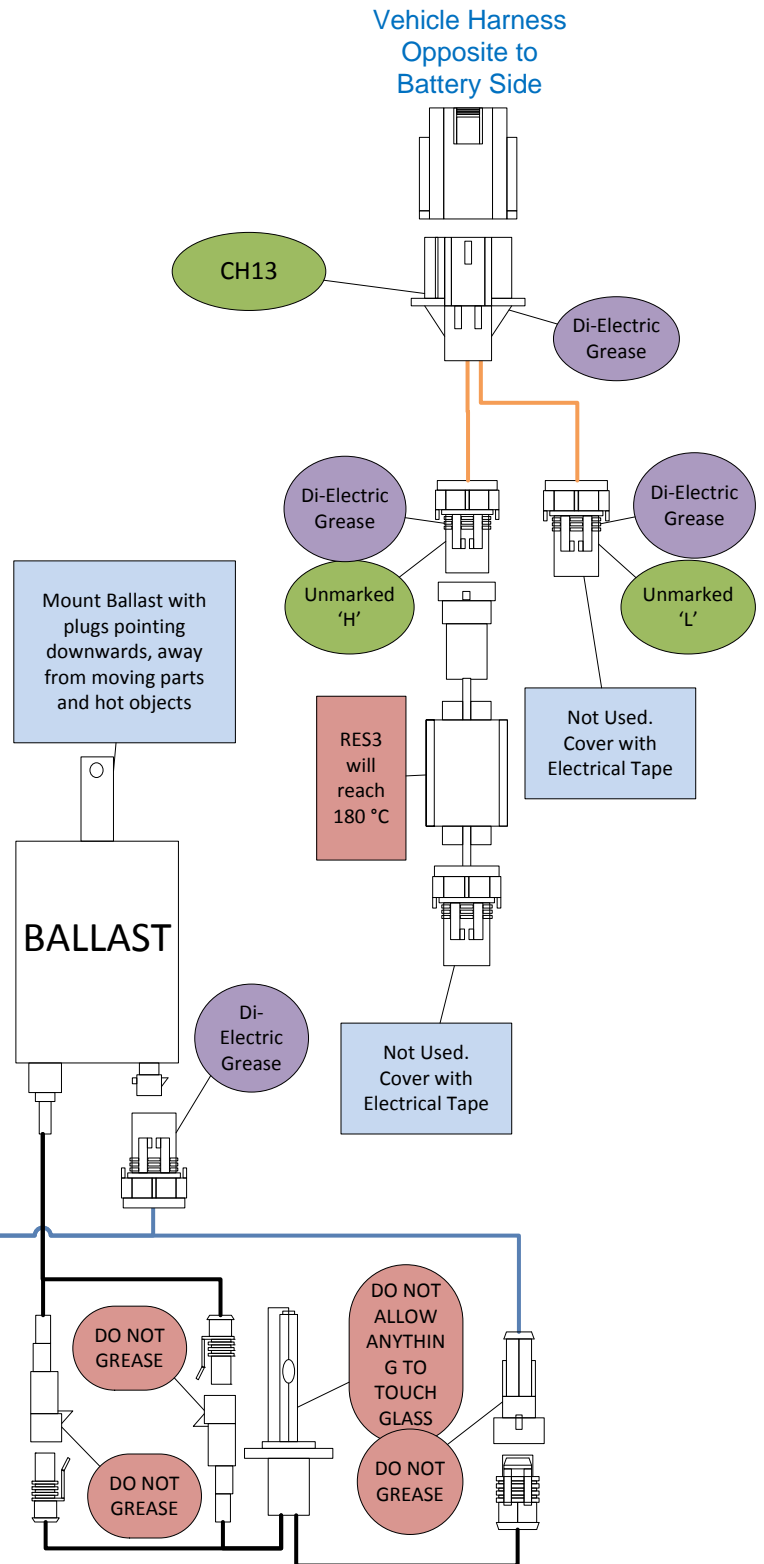 Vehicle Harness
Opposite to
Battery Side
CH13
Di-Electric
Grease
Di-Electric
Grease
Di-Electric
Grease
Unmarked
‘H’
Unmarked
‘L’
Mount Ballast with
plugs pointing
downwards, away
from moving parts
and hot objects
RES3
will
reach
180 °C
Not Used.
Cover with
Electrical Tape
BALLAST
Di-
Electric
Grease
Not Used.
Cover with
Electrical Tape
DO NOT
GREASE
DO NOT
ALLOW
ANYTHIN
G TO
TOUCH
GLASS
DO NOT
GREASE
DO NOT
GREASE